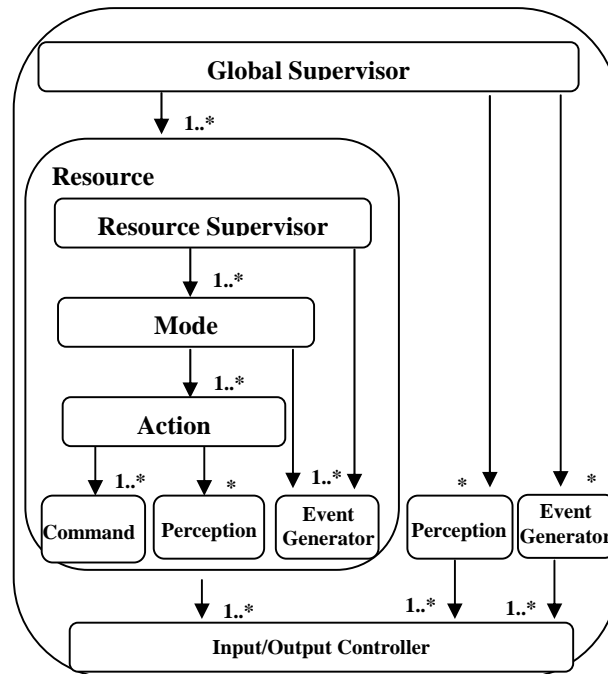 Global Supervisor
1..*
Resource
Resource Supervisor
1..*
Mode
1..*
Action
1..*
*
1..*
*
*
Command
Perception
Event
Generator
Perception
Event
Generator
1..*
1..*
1..*
Input/Output Controller